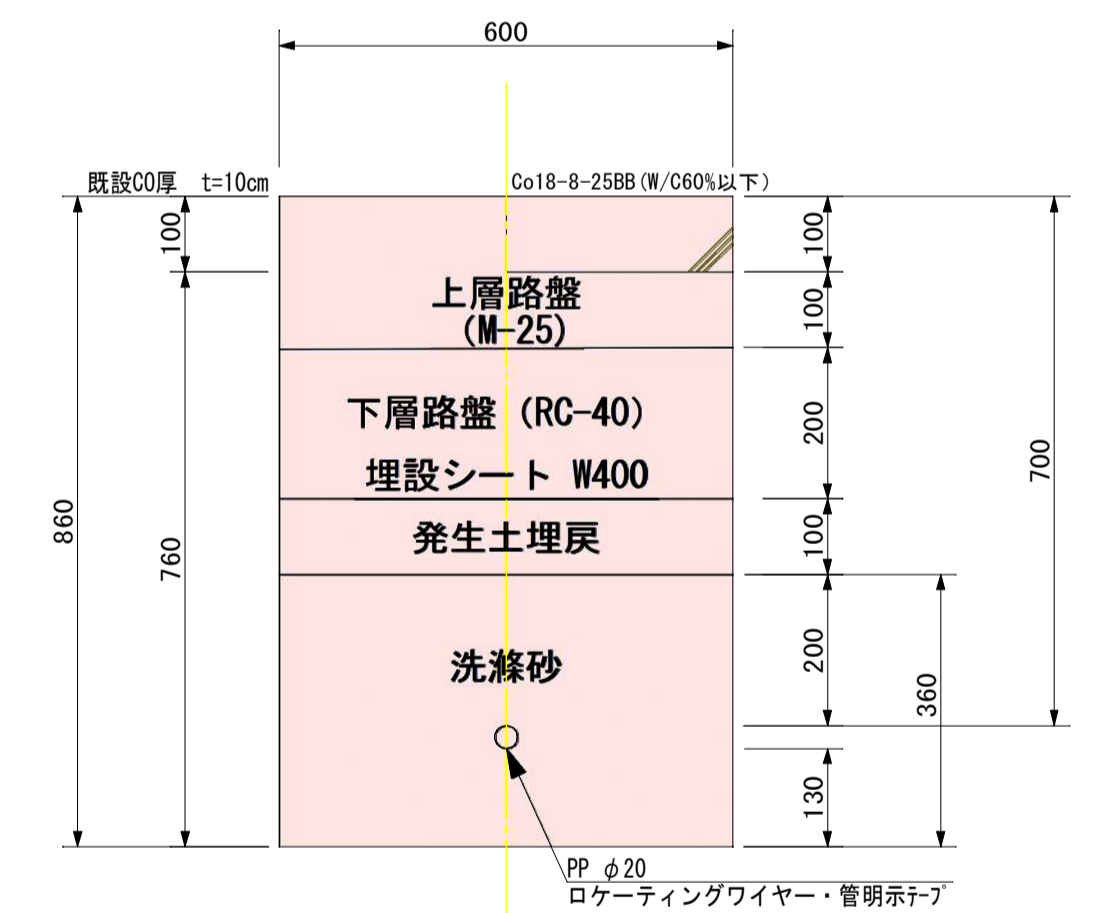 600
既設CO厚 t=10cm
Co18-8-25BB(W/C60%以下)
100
100
上層路盤
(M-25)
100
下層路盤 (RC-40)
200
埋設シート W400
700
860
760
発生土埋戻
100
洗滌砂
200
360
130
PP φ20
ロケーティングワイヤー・管明示テープ